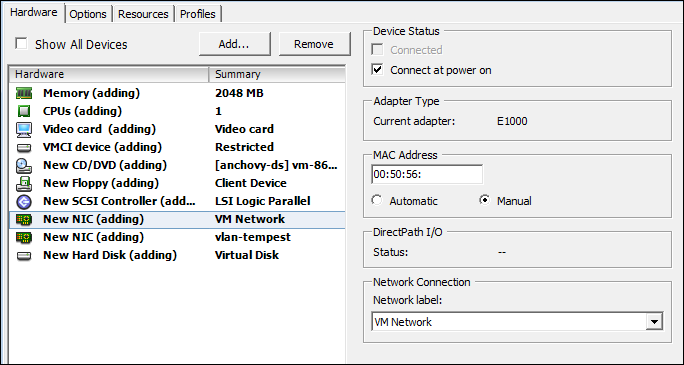 Hardware Options Resources Profiles
Show All Devices Add... Remove
Hardware Summary
Memory (adding) 2048 MB
CPUs (adding) 1
Video card (adding) Video card
VMCI device (adding) Restricted
New CD/DVD (adding) [anchovy-ds] vm-86...
New Floppy (adding) Client Device
New SCSI Controller (add... LSI Logic Parallel
New NIC (adding) VM Network
New NIC (adding) vlan-tempest
New Hard Disk (adding) Virtual Disk
Device Status
Connected
Connect at power on
Adapter Type
Current adapter: E1000
MAC Address
00:50:56:
Automatic Manual
DirectPath I/O
Status: --
Network Connection
Network label:
VM Network